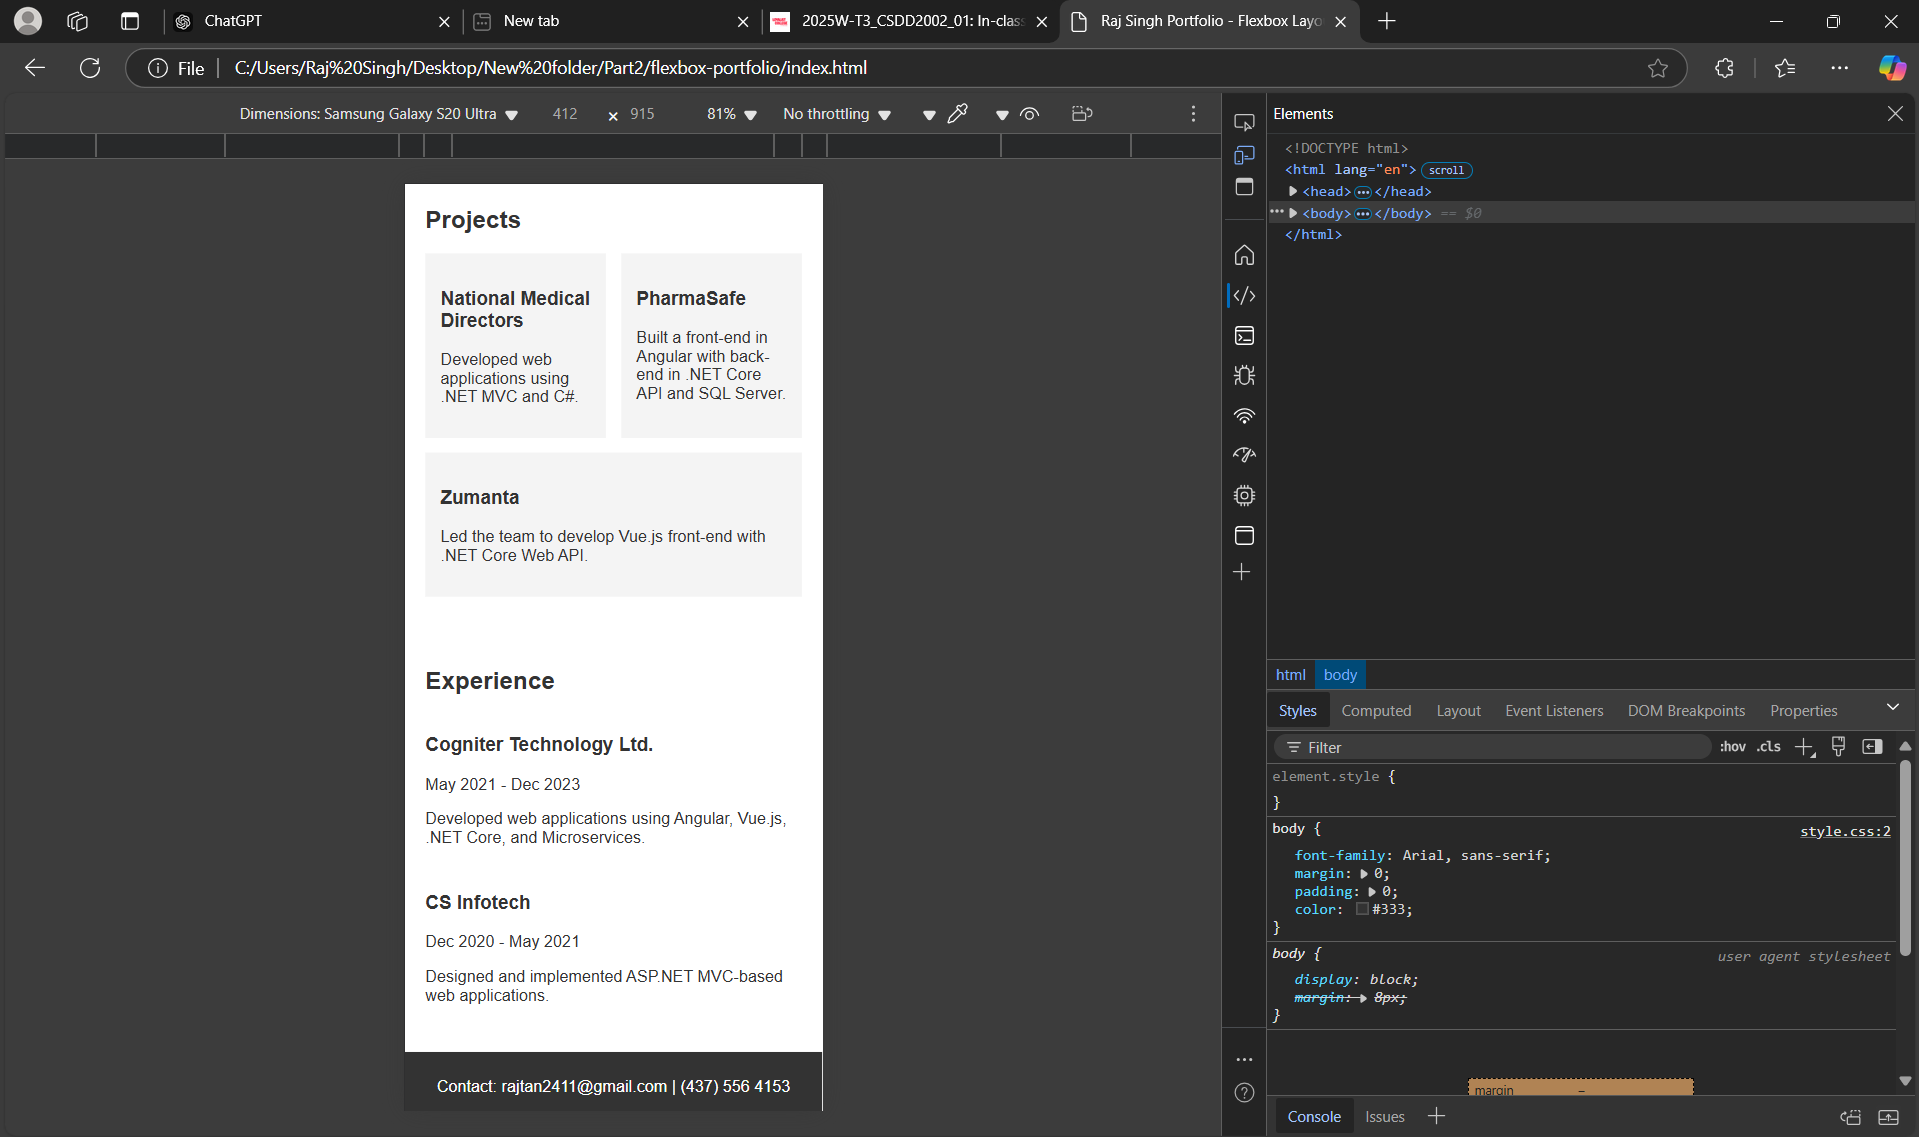 ChatGPT
New tab
2025W-T3_CSDD2002_01: In-clas
Raj Singh Portfolio - Flexbox Layo
File
C:/Users/Raj%20Singh/Desktop/New%20folder/Part2/flexbox-portfolio/index.html
Dimensions: Samsung Galaxy S20 Ultra
412 × 915
81%
No throttling
Projects
National Medical
Directors
Developed web
applications using
.NET MVC and C#.
PharmaSafe
Built a front-end in
Angular with back-
end in .NET Core
API and SQL Server.
Zumanta
Led the team to develop Vue.js front-end with
.NET Core Web API.
Experience
Cogniter Technology Ltd.
May 2021 - Dec 2023
Developed web applications using Angular, Vue.js,
.NET Core, and Microservices.
CS Infotech
Dec 2020 - May 2021
Designed and implemented ASP.NET MVC-based
web applications.
Contact: rajtan2411@gmail.com | (437) 556 4153
Elements
<!DOCTYPE html>
<html lang="en"> scroll
<head> ••• </head>
••• <body> ••• </body> == $0
</html>
html body
Styles Computed Layout Event Listeners DOM Breakpoints Properties
Filter
:hov .cls
element.style {
}
body {
style.css:2
font-family: Arial, sans-serif;
margin: 0;
padding: 0;
color: #333;
}
body {
user agent stylesheet
display: block;
margin: 8px;
}
margin –
Console Issues